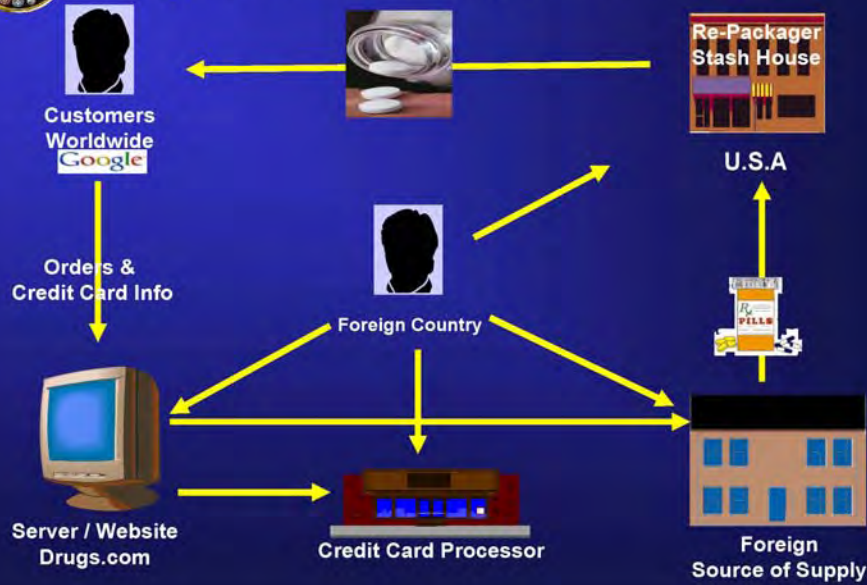 Re-Packager
Stash House
U.S.A
Customers
Worldwide
Google
Orders &
Credit Card Info
Foreign Country
Rx
PILLS
Server / Website
Drugs.com
Credit Card Processor
Foreign
Source of Supply